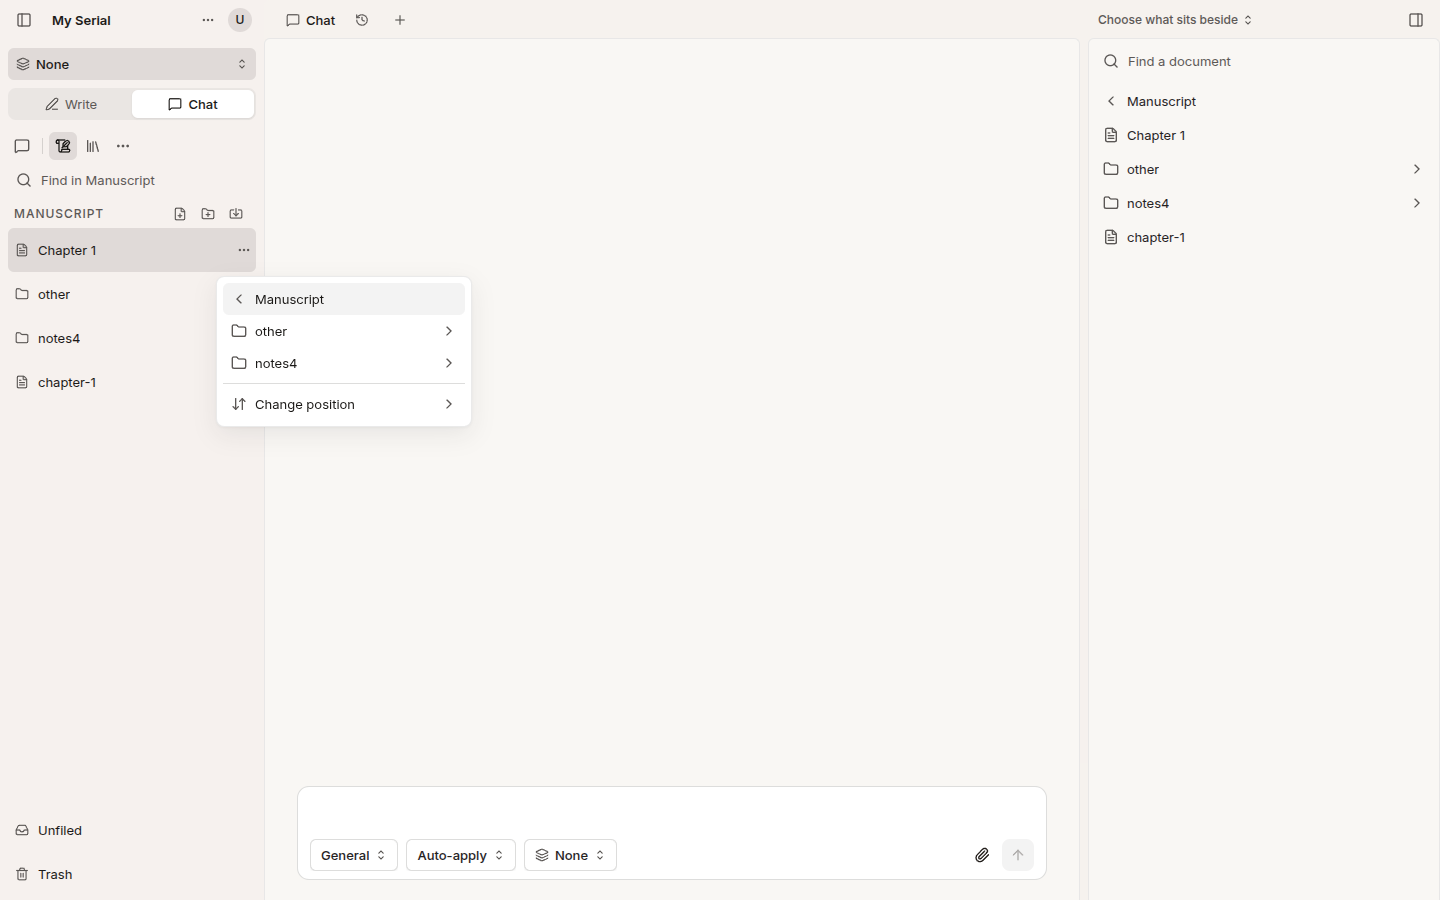 My Serial
U
None
Write
Chat
Find in Manuscript
MANUSCRIPT
Chapter 1
other
notes4
chapter-1
Unfiled
Trash
Chat
Manuscript
other
notes4
Change position
General
Auto-apply
None
Choose what sits beside
Find a document
Manuscript
Chapter 1
other
notes4
chapter-1